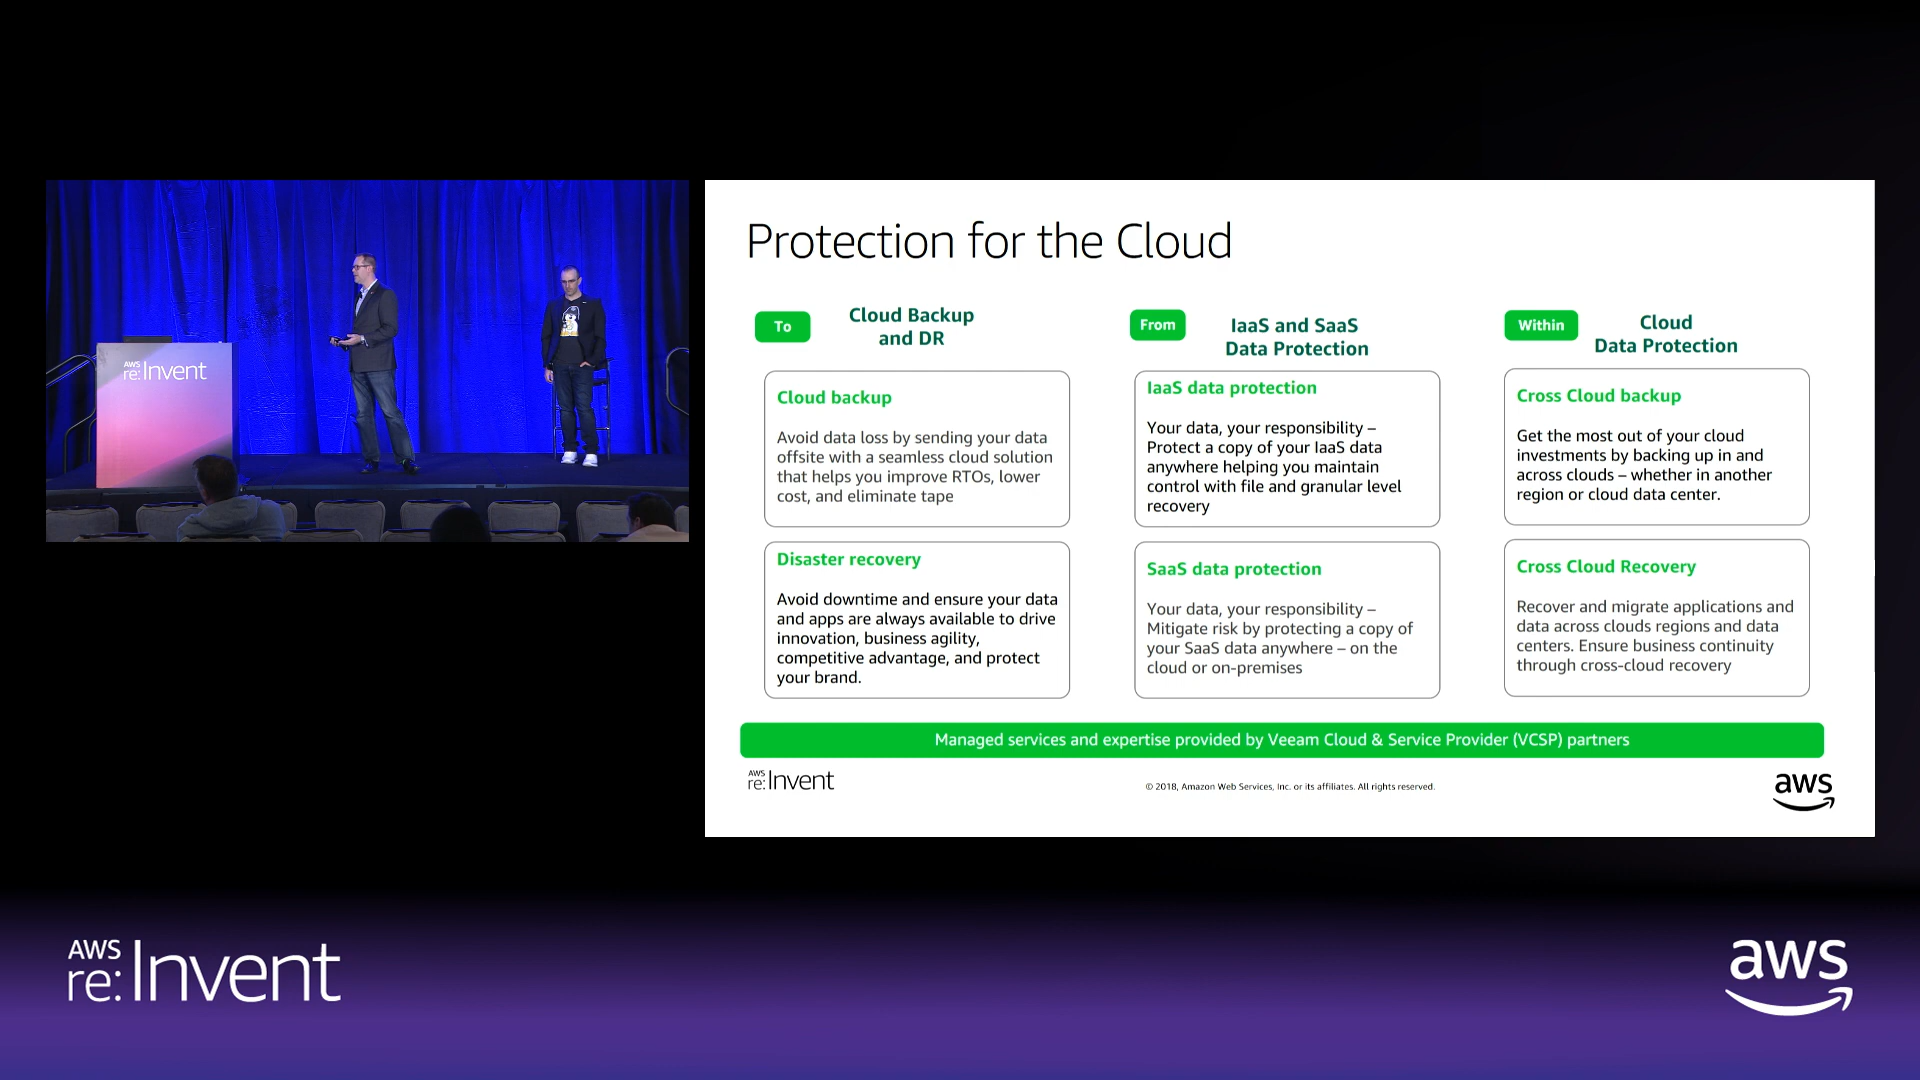 AWS
re:Invent
Protection for the Cloud
To
Cloud Backup
and DR
Cloud backup
Avoid data loss by sending your data
offsite with a seamless cloud solution
that helps you improve RTOs, lower
cost, and eliminate tape
Disaster recovery
Avoid downtime and ensure your data
and apps are always available to drive
innovation, business agility,
competitive advantage, and protect
your brand.
From
IaaS and SaaS
Data Protection
IaaS data protection
Your data, your responsibility –
Protect a copy of your IaaS data
anywhere helping you maintain
control with file and granular level
recovery
SaaS data protection
Your data, your responsibility –
Mitigate risk by protecting a copy of
your SaaS data anywhere – on the
cloud or on-premises
Within
Cloud
Data Protection
Cross Cloud backup
Get the most out of your cloud
investments by backing up in and
across clouds – whether in another
region or cloud data center.
Cross Cloud Recovery
Recover and migrate applications and
data across clouds regions and data
centers. Ensure business continuity
through cross-cloud recovery
Managed services and expertise provided by Veeam Cloud & Service Provider (VCSP) partners
AWS
re:Invent
© 2018, Amazon Web Services, Inc. or its affiliates. All rights reserved.
aws
AWS
re:Invent
aws